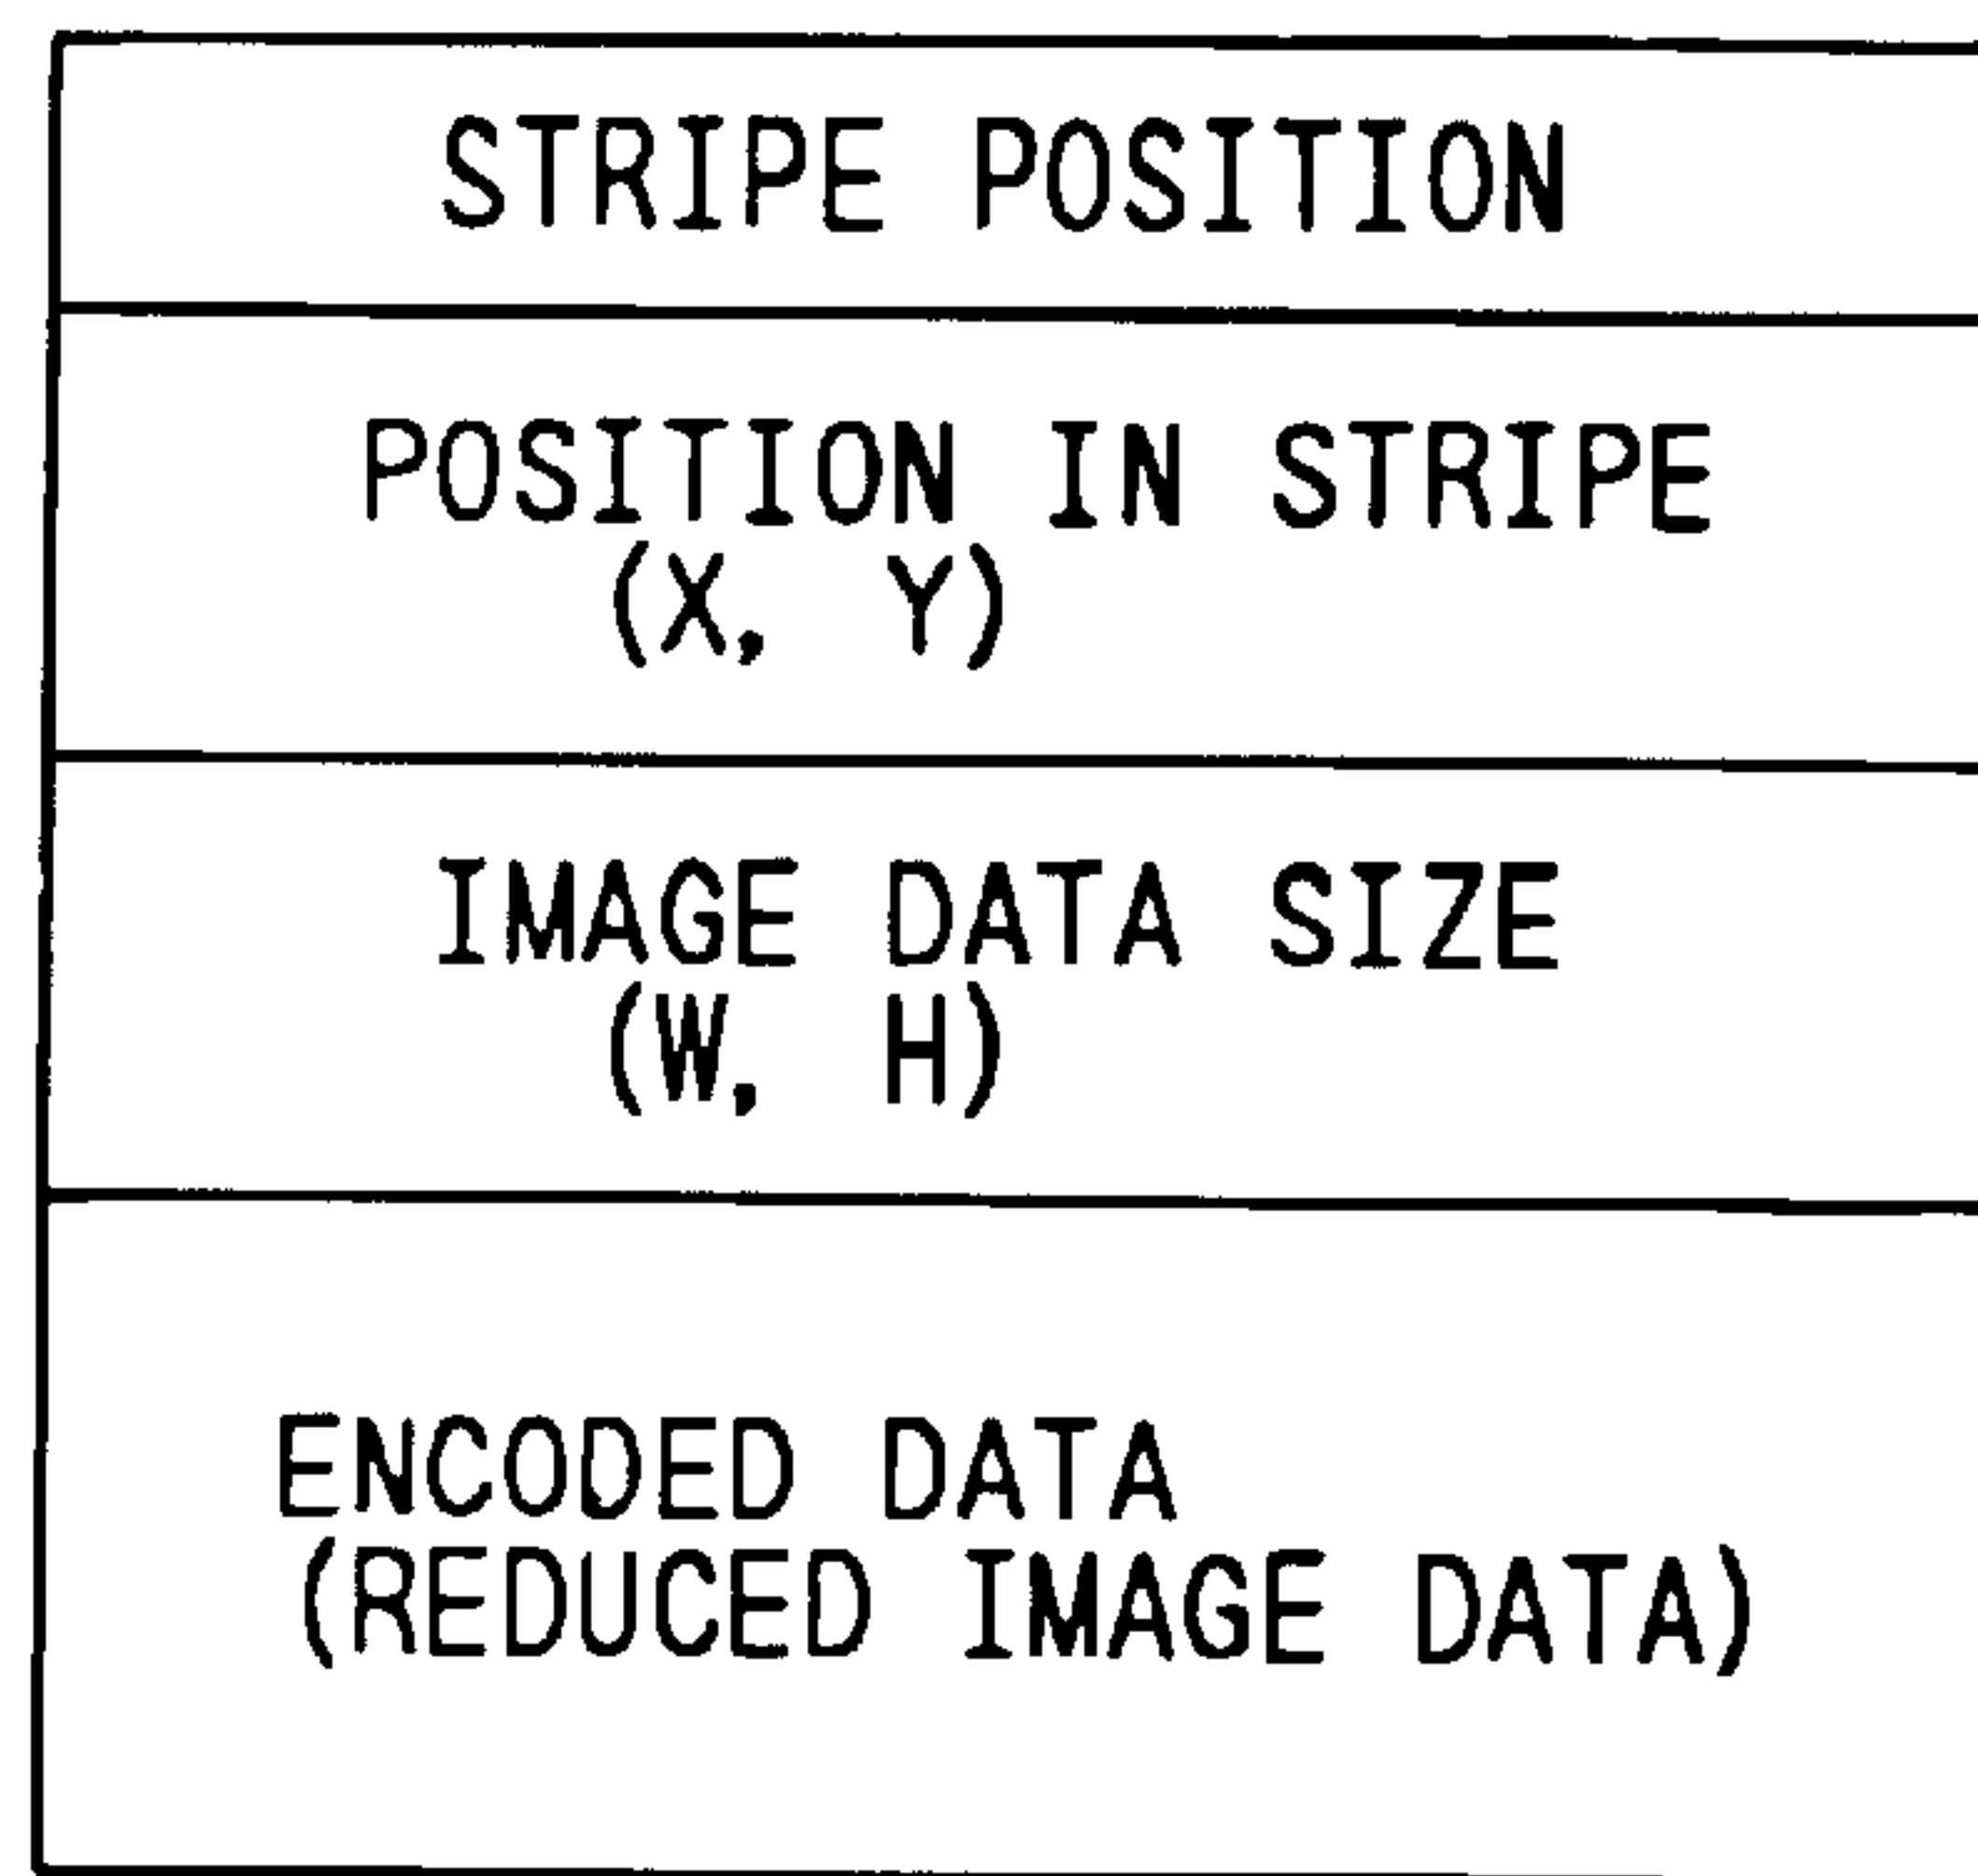 STRIPE POSITION
POSITION IN STRIPE
(X, Y)
IMAGE DATA SIZE
(W, H)
ENCODED DATA
(REDUCED IMAGE DATA)